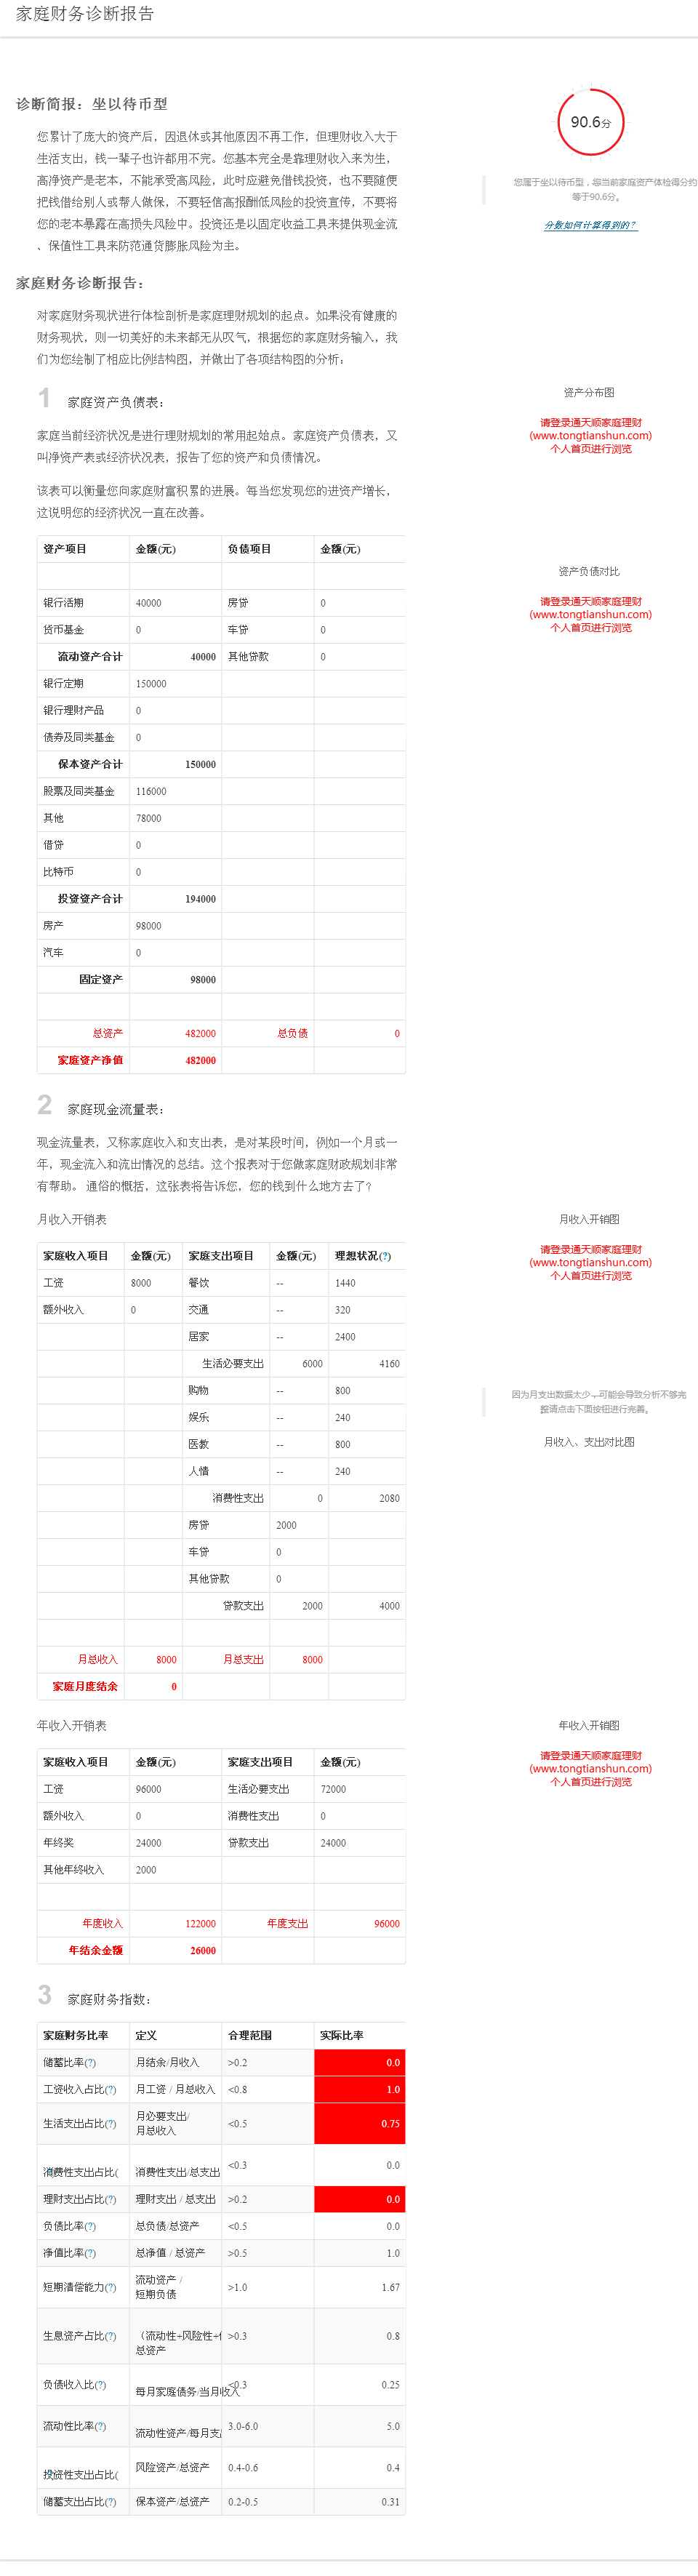 家庭财务诊断报告
诊断简报：坐以待币型
您累计了庞大的资产后，因退休或其他原因不再工作，但理财收入大于
生活支出，钱一辈子也许都用不完。您基本完全是靠理财收入来为生，
高净资产是老本，不能承受高风险，此时应避免借钱投资，也不要随便
把钱借给别人或帮人做保，不要轻信高报酬低风险的投资宣传，不要将
您的老本暴露在高损失风险中。投资还是以固定收益工具来提供现金流
、保值性工具来防范通货膨胀风险为主。
90.6分
您属于坐以待币型，您当前家庭资产体检得分约
等于90.6分。
分数如何计算得到的？
家庭财务诊断报告：
对家庭财务现状进行体检剖析是家庭理财规划的起点。如果没有健康的
财务现状，则一切美好的未来都无从叹气，根据您的家庭财务输入，我
们为您绘制了相应比例结构图，并做出了各项结构图的分析：
1 家庭资产负债表：
家庭当前经济状况是进行理财规划的常用起始点。家庭资产负债表，又
叫净资产表或经济状况表，报告了您的资产和负债情况。
该表可以衡量您向家庭财富积累的进展。每当您发现您的进资产增长，
这说明您的经济状况一直在改善。
资产分布图
请登录通天顺家庭理财
(www.tongtianshun.com)
个人首页进行浏览
资产项目 金额(元) 负债项目 金额(元)
银行活期 40000 房贷 0
货币基金 0 车贷 0
流动资产合计 40000 其他贷款 0
银行定期 150000
银行理财产品 0
债券及同类基金 0
保本资产合计 150000
股票及同类基金 116000
其他 78000
借贷 0
比特币 0
投资资产合计 194000
房产 98000
汽车 0
固定资产 98000
总资产 482000 总负债 0
家庭资产净值 482000
资产负债对比
请登录通天顺家庭理财
(www.tongtianshun.com)
个人首页进行浏览
2 家庭现金流量表：
现金流量表，又称家庭收入和支出表，是对某段时间，例如一个月或一
年，现金流入和流出情况的总结。这个报表对于您做家庭财政规划非常
有帮助。 通俗的概括，这张表将告诉您，您的钱到什么地方去了?
月收入开销表
家庭收入项目 金额(元) 家庭支出项目 金额(元) 理想状况(?)
工资 8000 餐饮 -- 1440
额外收入 0 交通 -- 320
居家 -- 2400
生活必要支出 6000 4160
购物 -- 800
娱乐 -- 240
医教 -- 800
人情 -- 240
消费性支出 0 2080
房贷 2000
车贷 0
其他贷款 0
贷款支出 2000 4000
月总收入 8000 月总支出 8000
家庭月度结余 0
月收入开销图
请登录通天顺家庭理财
(www.tongtianshun.com)
个人首页进行浏览
因为月支出数据太少，可能会导致分析不够完
整请点击下面按钮进行完善。
月收入、支出对比图
年收入开销表
家庭收入项目 金额(元) 家庭支出项目 金额(元)
工资 96000 生活必要支出 72000
额外收入 0 消费性支出 0
年终奖 24000 贷款支出 24000
其他年终收入 2000
年度收入 122000 年度支出 96000
年结余金额 26000
年收入开销图
请登录通天顺家庭理财
(www.tongtianshun.com)
个人首页进行浏览
3 家庭财务指数：
家庭财务比率 定义 合理范围 实际比率
储蓄比率(?) 月结余/月收入 >0.2 0.0
工资收入占比(?) 月工资 / 月总收入 <0.8 1.0
生活支出占比(?) 月必要支出/
月总收入 <0.5 0.75
消费性支出占比( 消费性支出/总支出 <0.3 0.0
理财支出占比(?) 理财支出 / 总支出 >0.2 0.0
负债比率(?) 总负债/总资产 <0.5 0.0
净值比率(?) 总净值 / 总资产 >0.5 1.0
短期清偿能力(?) 流动资产 /
短期负债 >1.0 1.67
生息资产占比(?) （流动性+风险性+
总资产 >0.3 0.8
负债收入比(?) 每月家庭债务/当月收入 <0.3 0.25
流动性比率(?) 流动性资产/每月支 3.0-6.0 5.0
投资性支出占比( 风险资产/总资产 0.4-0.6 0.4
储蓄支出占比(?) 保本资产/总资产 0.2-0.5 0.31